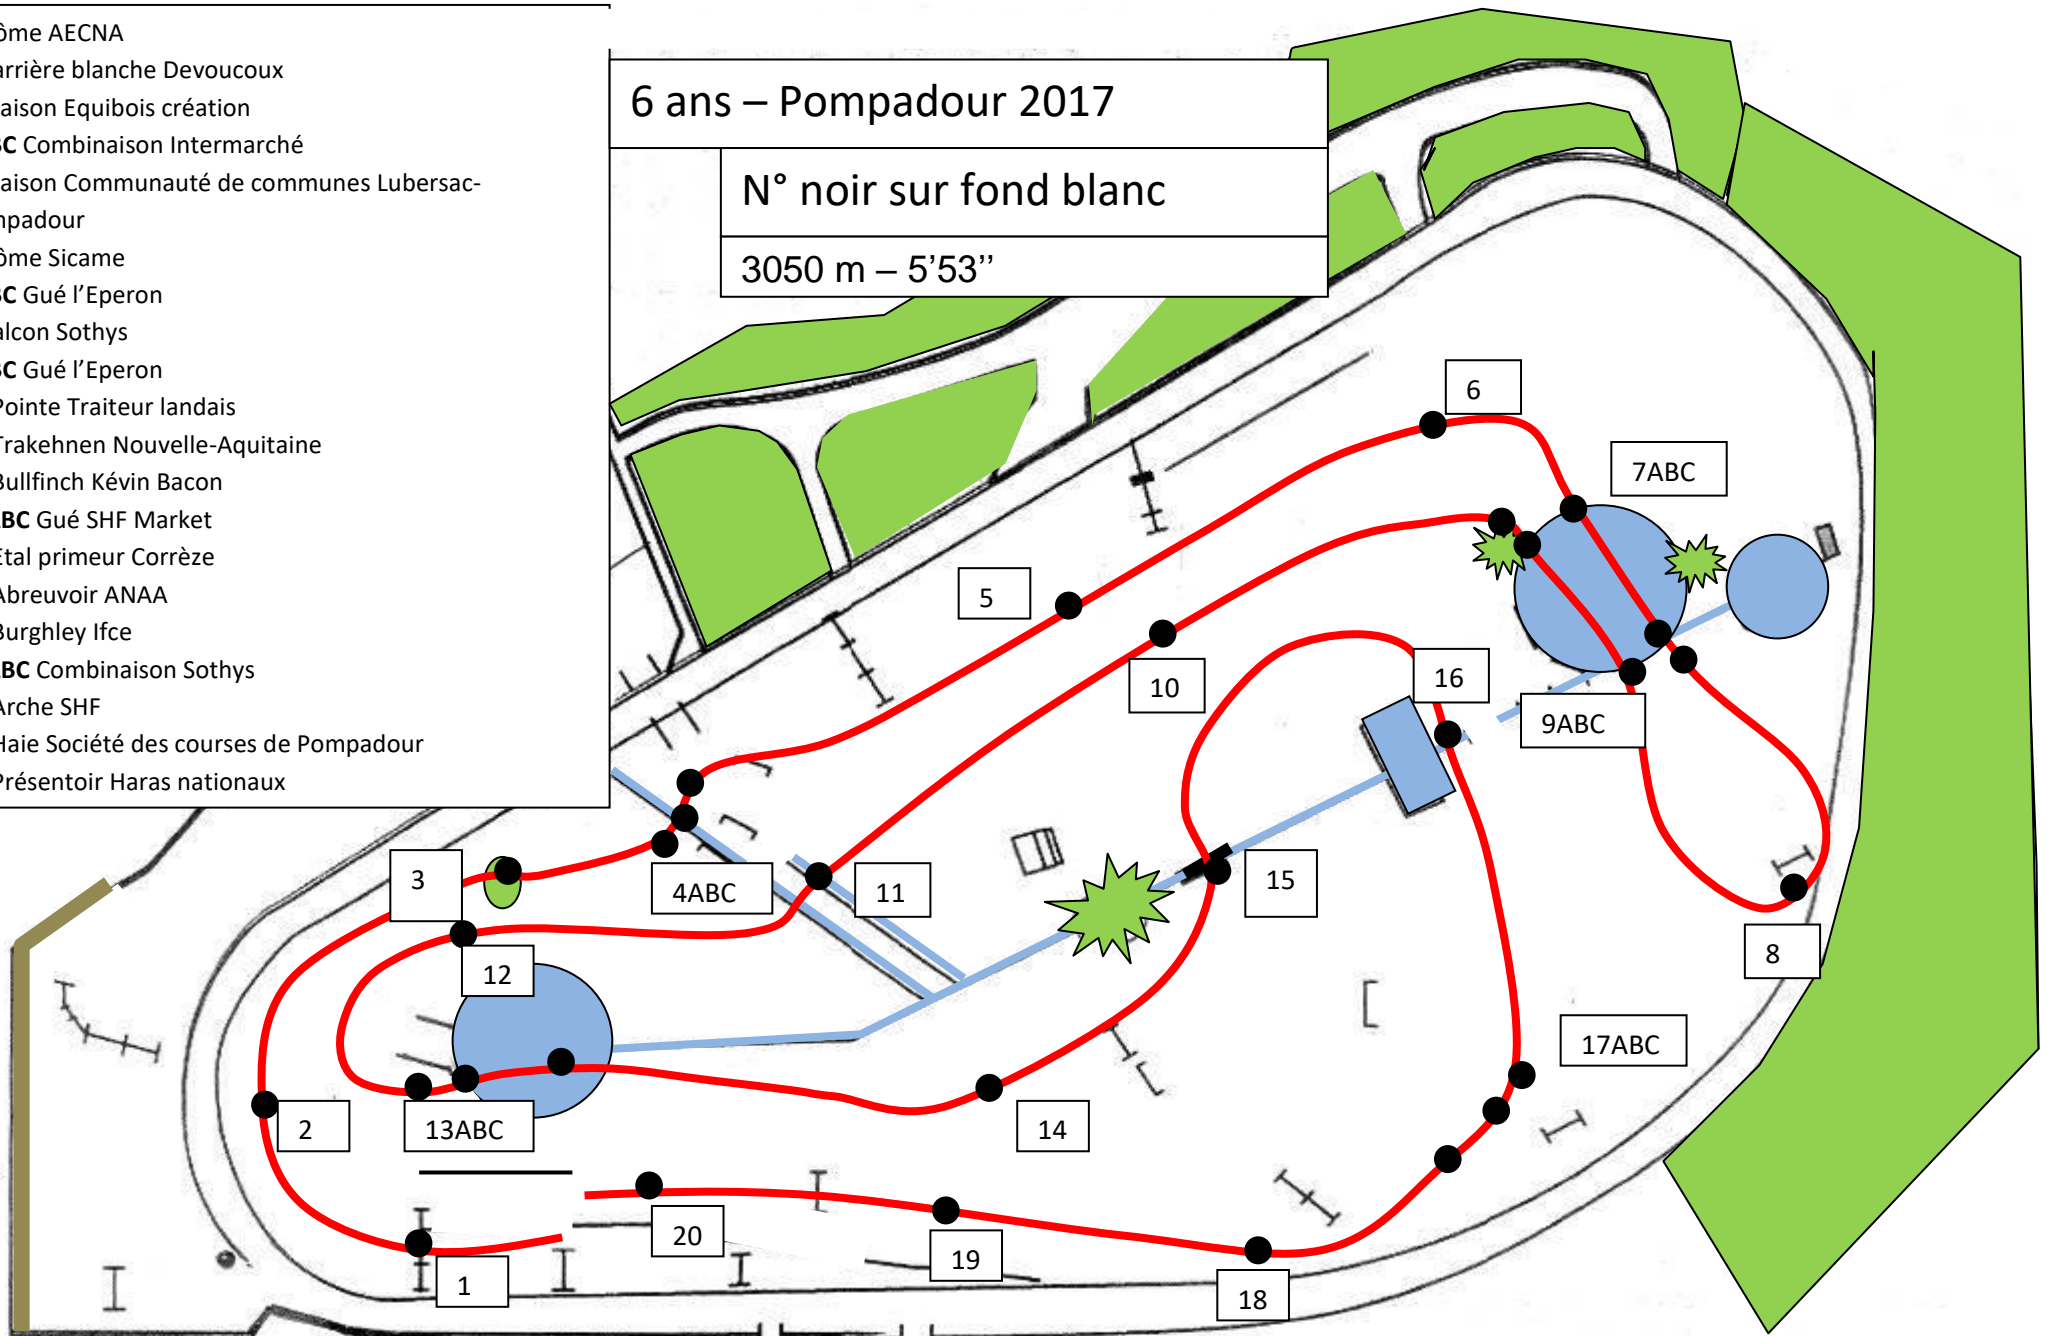 ôme AECNA
arrière blanche Devoucoux
aison Equibois création
BC Combinaison Intermarché
aison Communauté de communes Lubersac-
mpadour
ôme Sicame
BC Gué l’Eperon
alcon Sothys
BC Gué l’Eperon
Pointe Traiteur landais
Trakehnen Nouvelle-Aquitaine
Bullfinch Kévin Bacon
ABC Gué SHF Market
Etal primeur Corrèze
Abreuvoir ANAA
Burghley Ifce
ABC Combinaison Sothys
Arche SHF
Haie Société des courses de Pompadour
Présentoir Haras nationaux
6 ans – Pompadour 2017
N° noir sur fond blanc
3050 m – 5’53’’
6
7ABC
5
10
16
9ABC
3
4ABC
11
15
12
8
17ABC
2
13ABC
14
20
19
1
18